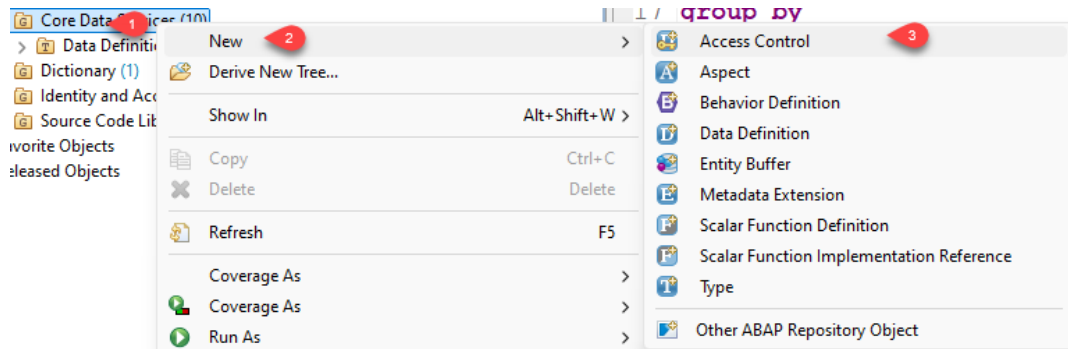 Core Data Services (10)
1
17 group by
New
2
Access Control
3
Data Definiti
Derive New Tree...
Aspect
Dictionary (1)
Behavior Definition
Identity and Acc
Show In Alt+Shift+W
Data Definition
Source Code Lib
Entity Buffer
avorite Objects
Copy Ctrl+C
eleased Objects
Delete Delete
Metadata Extension
Refresh F5
Scalar Function Definition
Scalar Function Implementation Reference
Coverage As
Type
Coverage As
Other ABAP Repository Object
Run As